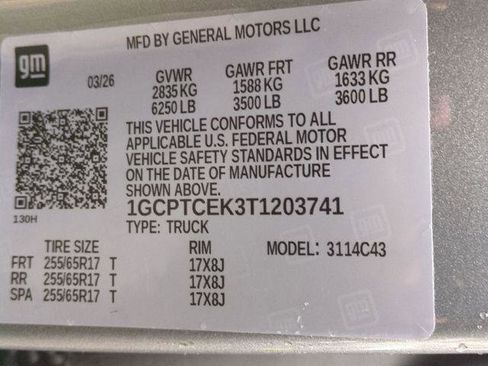 MFD BY GENERAL MOTORS LLC
gm
03/26
GVWR GAWR FRT GAWR RR
2835 KG 1588 KG 1633 KG
6250 LB 3500 LB 3600 LB
THIS VEHICLE CONFORMS TO ALL
APPLICABLE U.S. FEDERAL MOTOR
VEHICLE SAFETY STANDARDS IN EFFECT
ON THE DATE OF MANUFACTURE
SHOWN ABOVE.
130H
1GCPTCEK3T1203741
TYPE: TRUCK
TIRE SIZE RIM MODEL: 3114C43
FRT 255/65R17 T 17X8J
RR 255/65R17 T 17X8J
SPA 255/65R17 T 17X8J